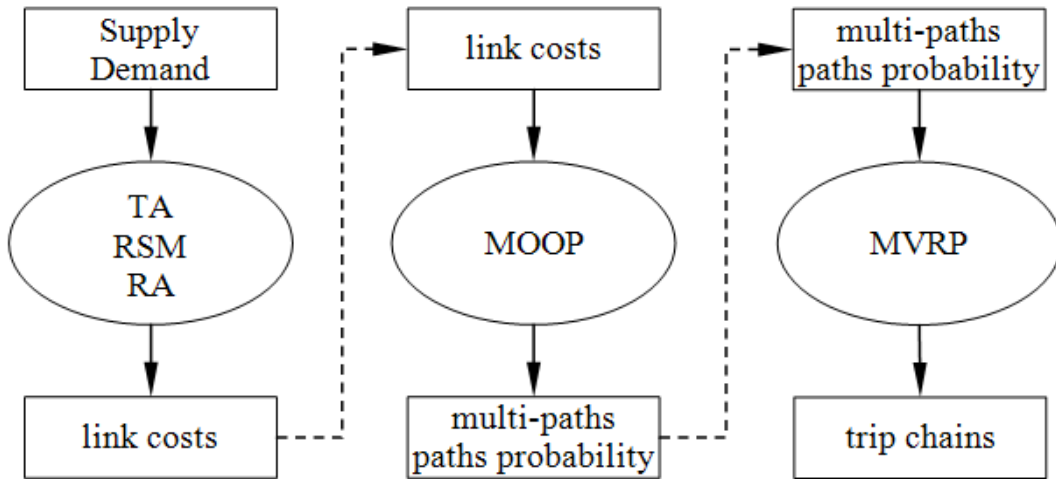 Supply
Demand
TA
RSM
RA
link costs
link costs
MOOP
multi-paths
paths probability
multi-paths
paths probability
MVRP
trip chains